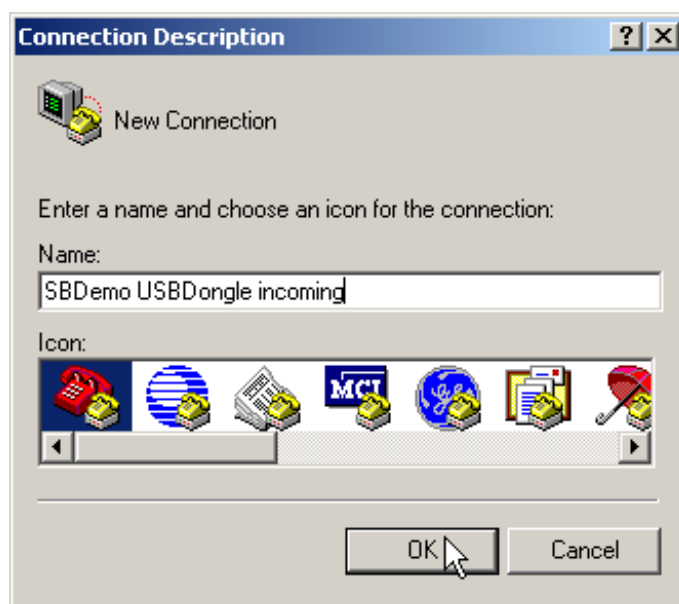 Connection Description
New Connection
Enter a name and choose an icon for the connection:
Name:
SBDemo USBDongle incoming
Icon:
MCI
OK
Cancel